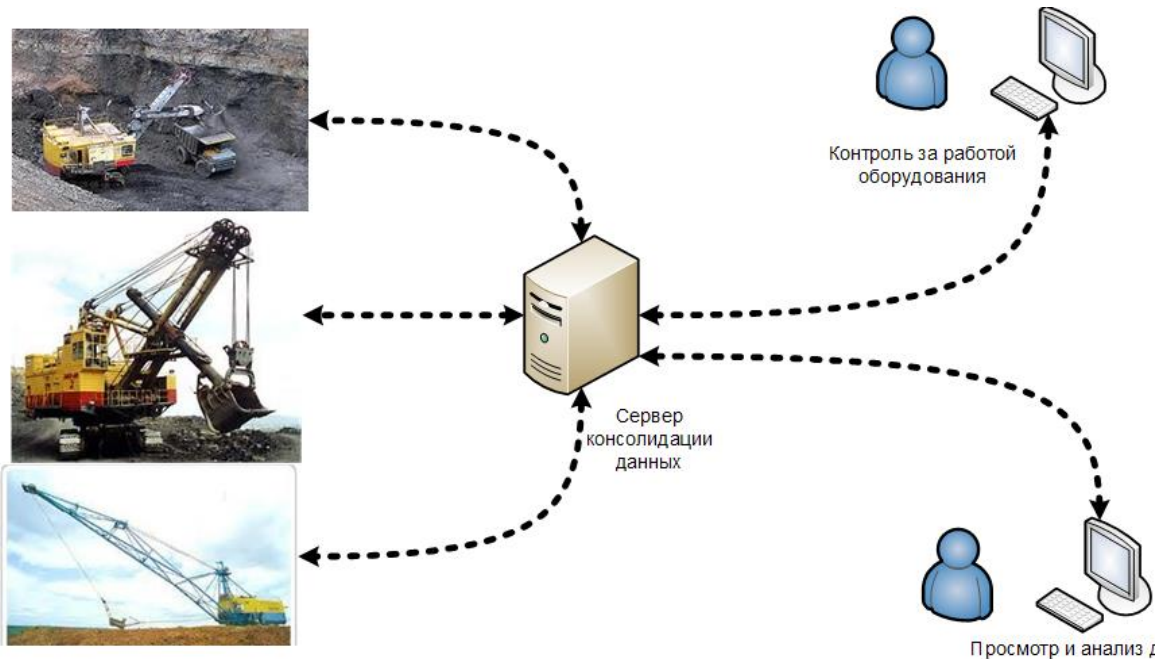 Контроль за работой
оборудования
Сервер
консолидации
данных
Просмотр и анализ